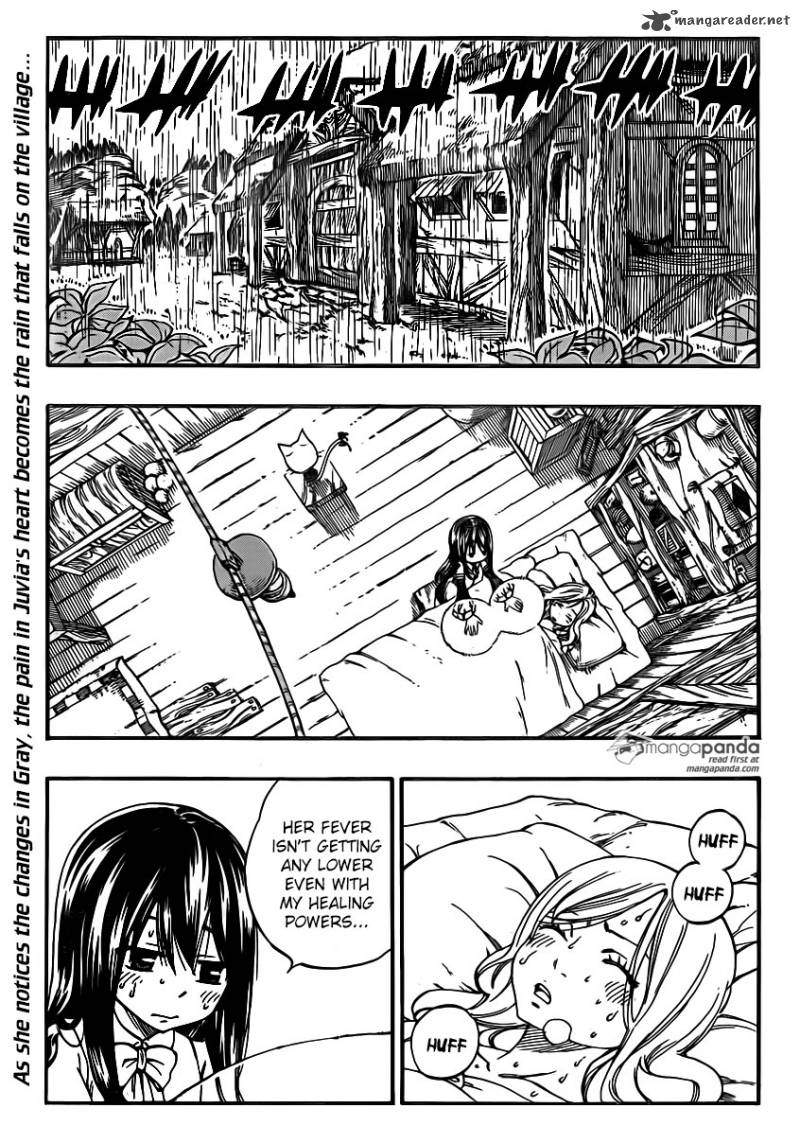 mangareader.net
As she notices the changes in Gray, the pain in Juvia's heart becomes the rain that falls on the village...
mangapanda
read first at
mangapanda.com
HER FEVER
ISN'T GETTING
ANY LOWER
EVEN WITH
MY HEALING
POWERS...
HUFF
HUFF
HUFF